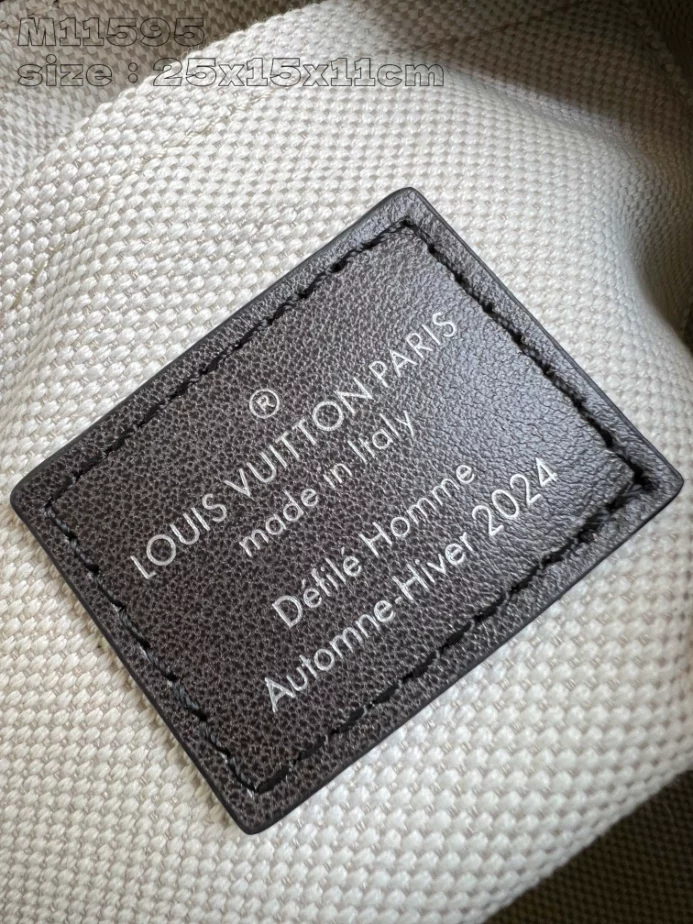 M11595
size : 25x15x11cm
®
LOUIS VUITTON PARIS
made in Italy
Défilé Homme
Automne-Hiver 2024